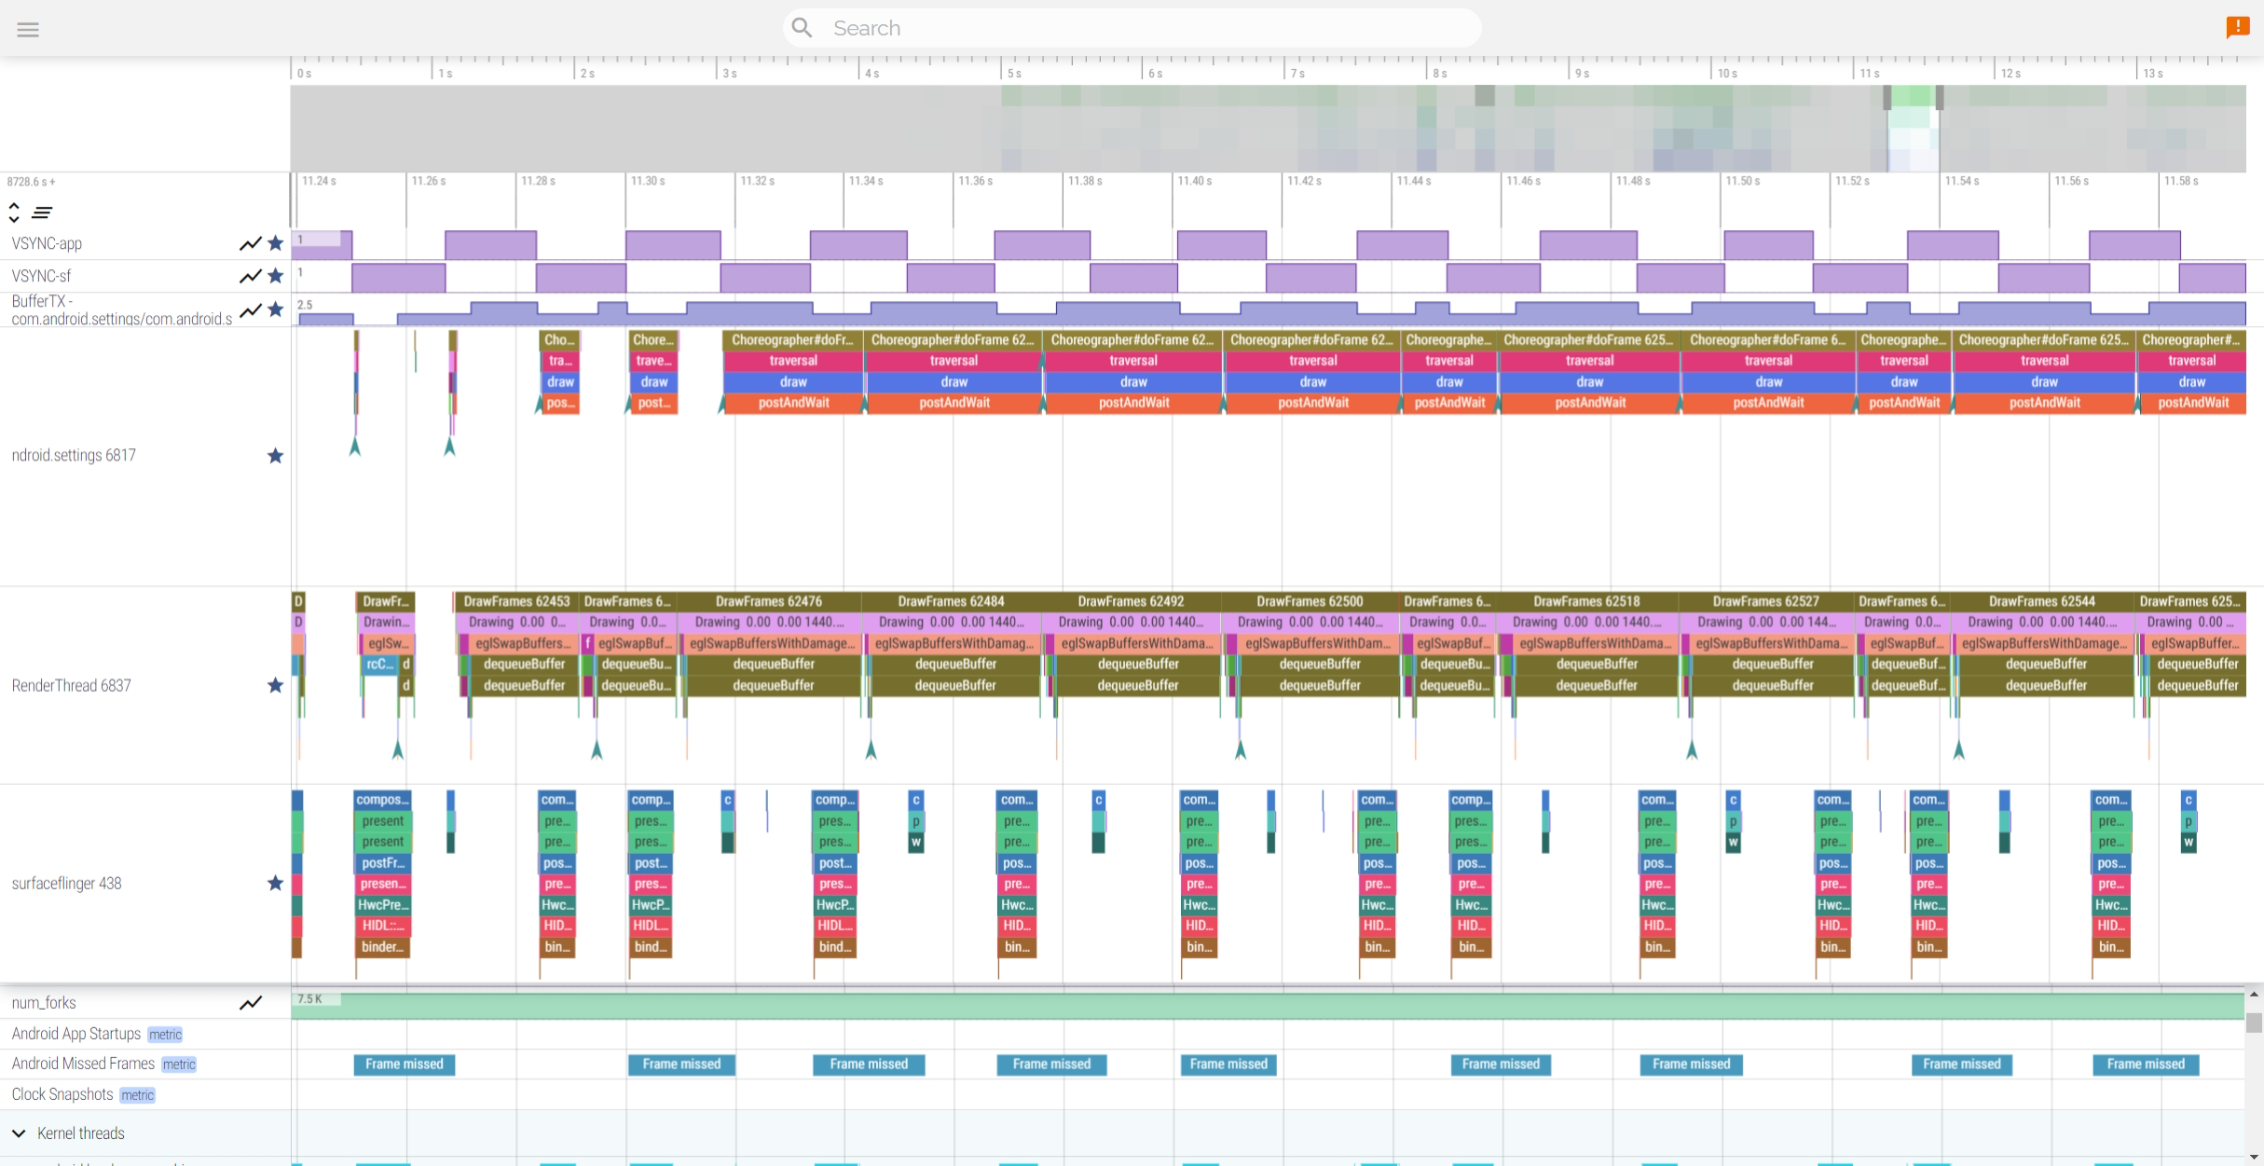 Search
0 s 1 s 2 s 3 s 4 s 5 s 6 s 7 s 8 s 9 s 10 s 11 s 12 s 13 s
8728.6 s + 11.24 s 11.26 s 11.28 s 11.30 s 11.32 s 11.34 s 11.36 s 11.38 s 11.40 s 11.42 s 11.44 s 11.46 s 11.48 s 11.50 s 11.52 s 11.54 s 11.56 s 11.58 s
VSYNC-app 1
VSYNC-sf 1
BufferTX - 2.5
com.android.settings/com.android.s
Cho... Chore... Choreographer#doFr... Choreographer#doFrame 62... Choreographer#doFrame 62... Choreographer#doFrame 62... Choreographe... Choreographer#doFrame 625... Choreographer#doFrame 6... Choreographe... Choreographer#doFrame 625... Choreographer#...
tra... trave... traversal traversal traversal traversal traversal traversal traversal traversal traversal traversal
draw draw draw draw draw draw draw draw draw draw draw draw
pos... post... postAndWait postAndWait postAndWait postAndWait postAndWait postAndWait postAndWait postAndWait postAndWait postAndWait
ndroid.settings 6817
D DrawFr... DrawFrames 62453 DrawFrames 6... DrawFrames 62476 DrawFrames 62484 DrawFrames 62492 DrawFrames 62500 DrawFrames 6... DrawFrames 62518 DrawFrames 62527 DrawFrames 6... DrawFrames 62544 DrawFrames 625...
D Drawin... Drawing 0.00 0... Drawing 0.0... Drawing 0.00 0.00 1440.... Drawing 0.00 0.00 1440... Drawing 0.00 0.00 1440... Drawing 0.00 0.00 1440... Drawing 0.0... Drawing 0.00 0.00 1440.... Drawing 0.00 0.00 144... Drawing 0.0... Drawing 0.00 0.00 1440.... Drawing 0.00 ...
eglSw... eglSwapBuffers... f eglSwapBuf... eglSwapBuffersWithDamage... eglSwapBuffersWithDamag... eglSwapBuffersWithDama... eglSwapBuffersWithDam... eglSwapBuf... eglSwapBuffersWithDama... eglSwapBuffersWithDama... eglSwapBuf... eglSwapBuffersWithDamage... eglSwapBuffer...
rcC... d dequeueBuffer dequeueBu... dequeueBuffer dequeueBuffer dequeueBuffer dequeueBuffer dequeueBu... dequeueBuffer dequeueBuffer dequeueBuf... dequeueBuffer dequeueBuffer
RenderThread 6837 d dequeueBuffer dequeueBu... dequeueBuffer dequeueBuffer dequeueBuffer dequeueBuffer dequeueBu... dequeueBuffer dequeueBuffer dequeueBuf... dequeueBuffer dequeueBuffer
compos... com... comp... c comp... c com... c com... com... comp... com... c com... com... com... c
present pre... pres... pres... p pre... pre... pre... pres... pre... p pre... pre... pre... p
present pre... pres... pres... w pre... pre... pre... pres... pre... w pre... pre... pre... w
postFr... pos... post... post... pos... pos... pos... pos... pos... pos... pos... pos...
surfaceflinger 438 presen... pre... pres... pres... pre... pre... pre... pre... pre... pre... pre... pre...
HwcPre... Hwc... HwcP... HwcP... Hwc... Hwc... Hwc... Hwc... Hwc... Hwc... Hwc... Hwc...
HIDL::... HID... HIDL... HIDL... HID... HID... HID... HID... HID... HID... HID... HID...
binder... bin... bind... bind... bin... bin... bin... bin... bin... bin... bin... bin...
num_forks 7.5 K
Android App Startups metric
Android Missed Frames metric Frame missed Frame missed Frame missed Frame missed Frame missed Frame missed Frame missed Frame missed Frame missed
Clock Snapshots metric
Kernel threads